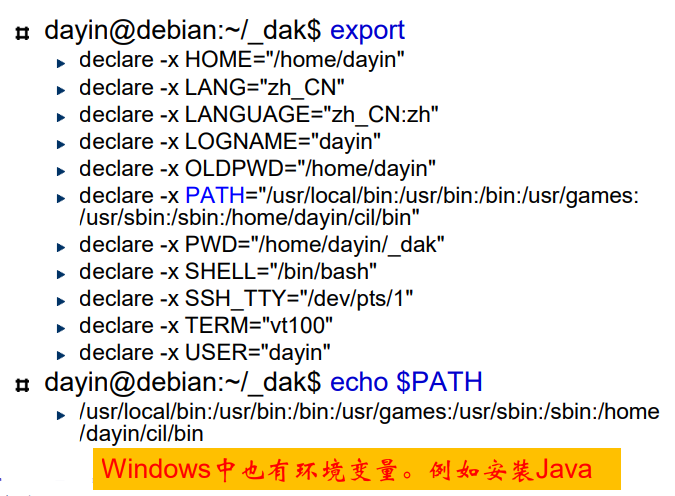 dayin@debian:~/_dak$ export
declare -x HOME="/home/dayin"
declare -x LANG="zh_CN"
declare -x LANGUAGE="zh_CN:zh"
declare -x LOGNAME="dayin"
declare -x OLDPWD="/home/dayin"
declare -x PATH="/usr/local/bin:/usr/bin:/bin:/usr/games:
/usr/sbin:/sbin:/home/dayin/cil/bin"
declare -x PWD="/home/dayin/_dak"
declare -x SHELL="/bin/bash"
declare -x SSH_TTY="/dev/pts/1"
declare -x TERM="vt100"
declare -x USER="dayin"
dayin@debian:~/_dak$ echo $PATH
/usr/local/bin:/usr/bin:/bin:/usr/games:/usr/sbin:/sbin:/home
/dayin/cil/bin
Windows中也有环境变量。例如安装Java